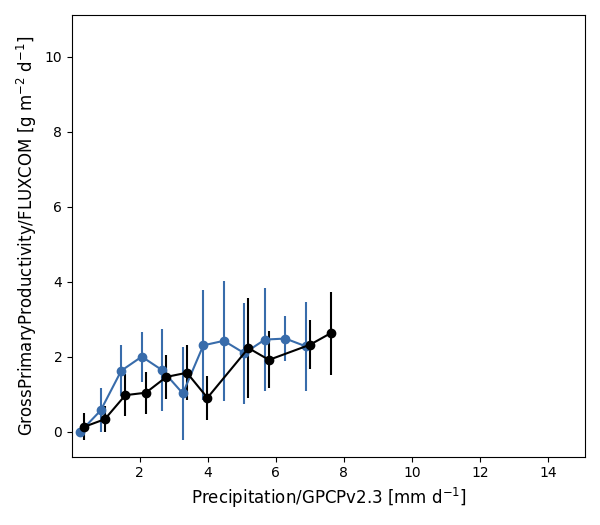 GrossPrimaryProductivity/FLUXCOM [g m⁻² d⁻¹]
10
8
6
4
2
0
2 4 6 8 10 12 14
Precipitation/GPCPv2.3 [mm d⁻¹]